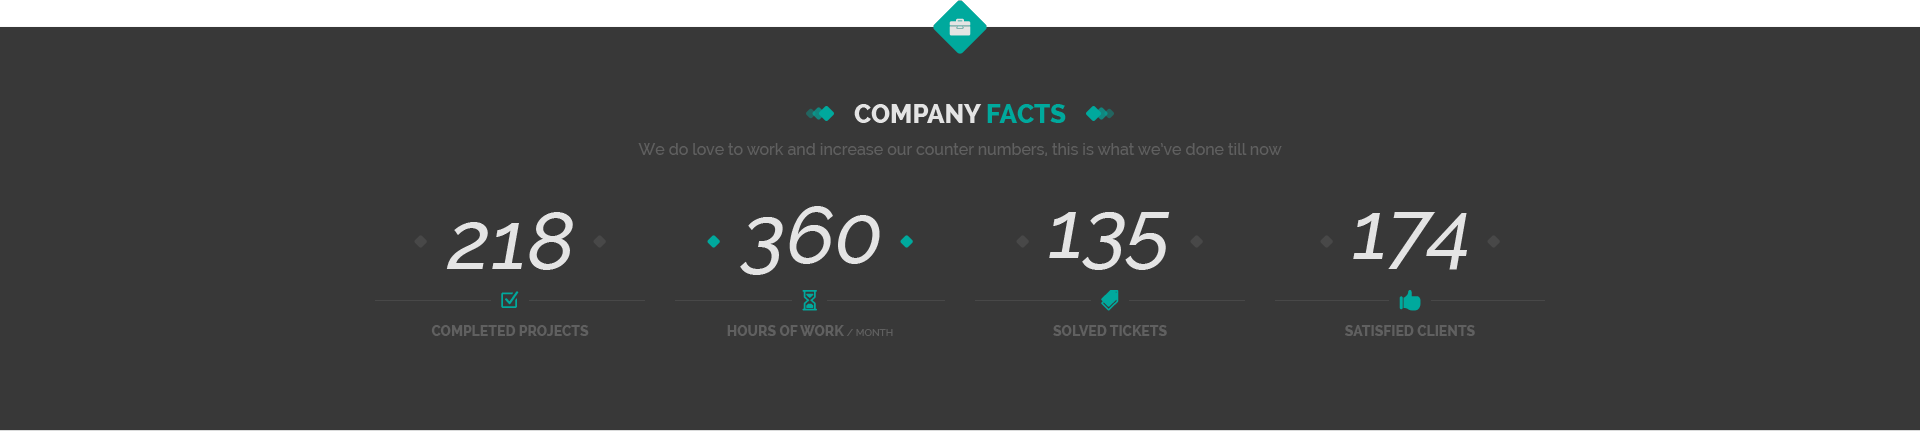 COMPANY FACTS
We do love to work and increase our counter numbers, this is what we've done till now
218 360 135 174
COMPLETED PROJECTS HOURS OF WORK / MONTH SOLVED TICKETS SATISFIED CLIENTS